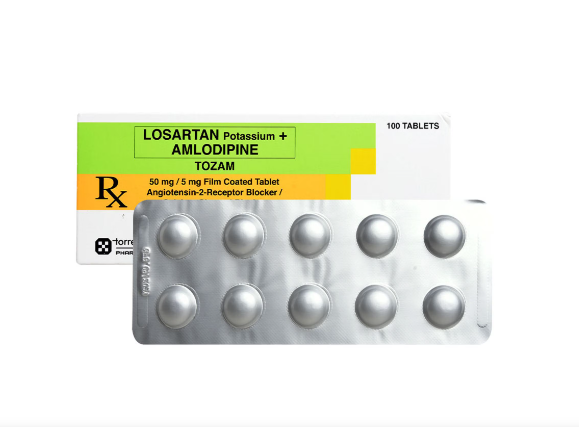 100 TABLETS
LOSARTAN Potassium +
AMLODIPINE
TOZAM
Rx
50 mg / 5 mg Film Coated Tablet
Angiotensin-2-Receptor Blocker /